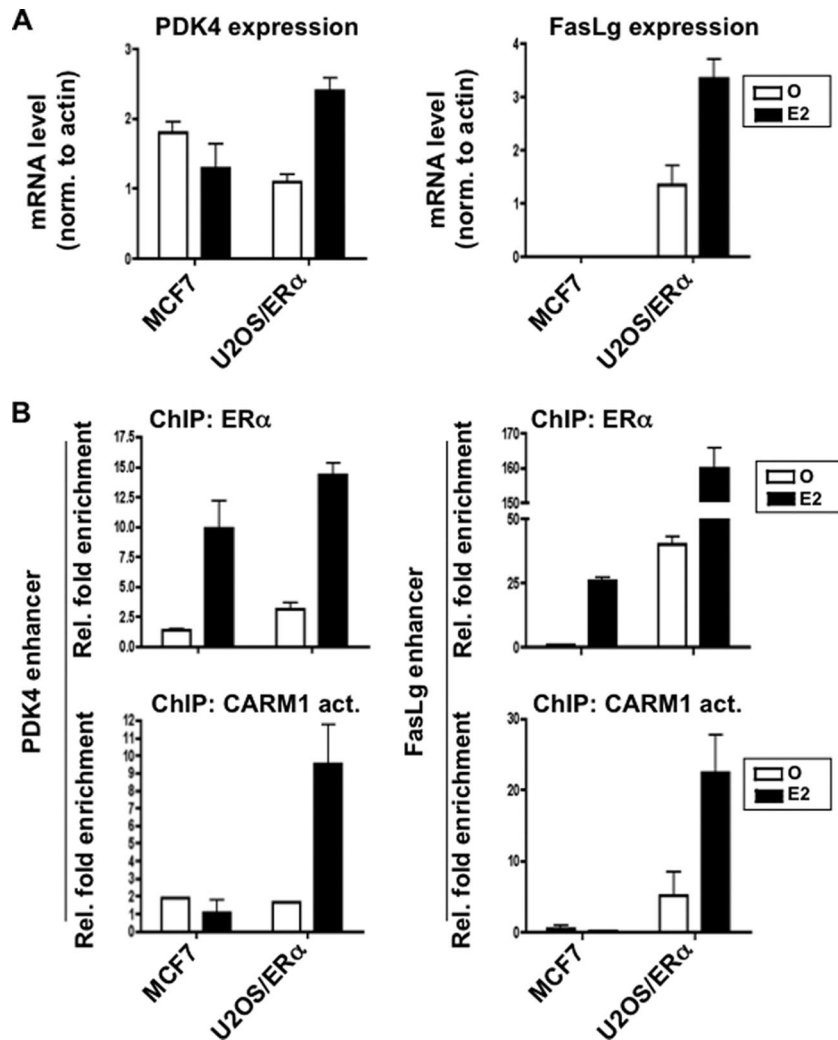 A
PDK4 expression
mRNA level
(norm. to actin)
3
2
1
0
MCF7
U2OS/ERα
FasLg expression
mRNA level
(norm. to actin)
4
3
2
1
0
MCF7
U2OS/ERα
O
E2
B
PDK4 enhancer
ChIP: ERα
Rel. fold enrichment
17.5
15.0
12.5
10.0
7.5
5.0
2.5
0.0
ChIP: CARM1 act.
Rel. fold enrichment
12
11
10
9
8
7
6
5
4
3
2
1
0
MCF7
U2OS/ERα
FasLg enhancer
ChIP: ERα
Rel. fold enrichment
170
160
150
50
25
0
O
E2
ChIP: CARM1 act.
Rel. fold enrichment
30
20
10
0
MCF7
U2OS/ERα
O
E2